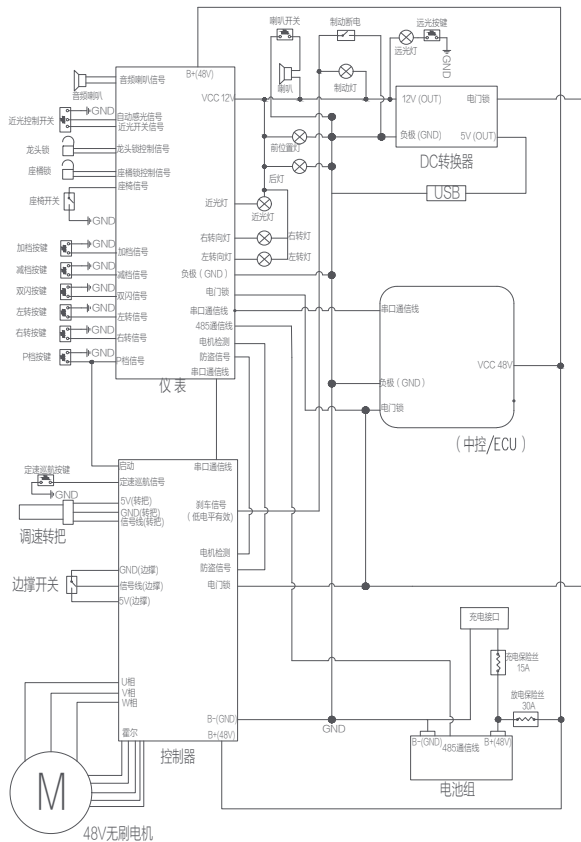 喇叭开关
制动断电
远光按键
远光灯
GND
B+(48V)
音频喇叭信号
音频喇叭
喇叭
制动灯
VCC 12V
12V (OUT)
电门锁
GND
自动感光信号
近光控制开关
近光开关信号
负极 (GND)
5V (OUT)
前位置灯
DC转换器
龙头锁
龙头锁控制信号
后灯
座桶锁
座桶锁控制信号
USB
座椅信号
座椅开关
GND
近光灯
近光灯
GND
加档按键
加档信号
右转向灯
右转灯
GND
减档按键
减档信号
左转向灯
左转灯
GND
双闪按键
双闪信号
负极 ( GND )
电门锁
GND
左转按键
左转信号
串口通信线
串口通信线
GND
右转按键
右转信号
485通信线
电机检测
GND
P档按键
P档信号
防盗信号
串口通信线
VCC 48V
仪 表
负极 ( GND )
电门锁
( 中控/ECU )
启动
串口通信线
定速巡航按键
定速巡航信号
GND
5V(转把)
GND(转把)
信号线(转把)
调速转把
刹车信号
( 低电平有效)
电机检测
GND(边撑)
防盗信号
边撑开关
信号线(边撑)
电门锁
5V(边撑)
充电接口
充电保险丝
15A
放电保险丝
30A
U相
V相
W相
B-(GND)
GND
霍尔
B+(48V)
控制器
B-(GND)
485通信线
B+(48V)
电池组
M
48V无刷电机